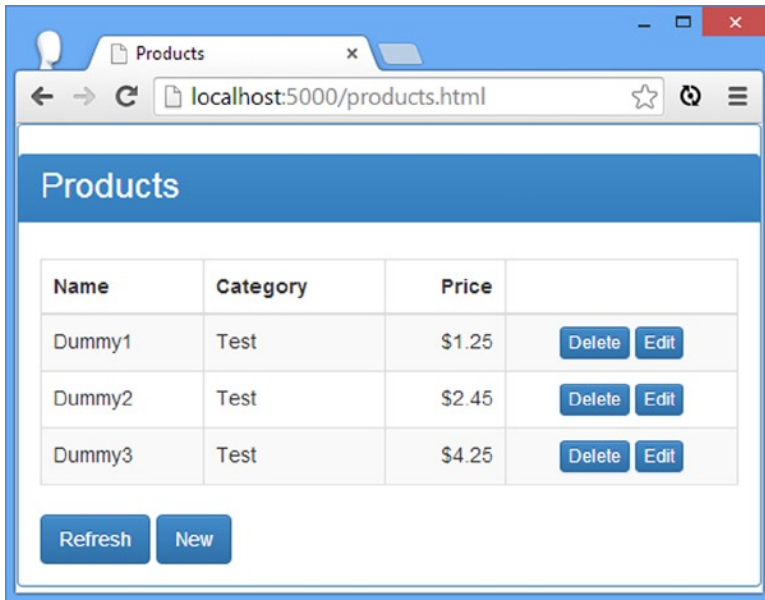 Products
localhost:5000/products.html
Products
Name Category Price
Dummy1 Test $1.25 Delete Edit
Dummy2 Test $2.45 Delete Edit
Dummy3 Test $4.25 Delete Edit
Refresh New